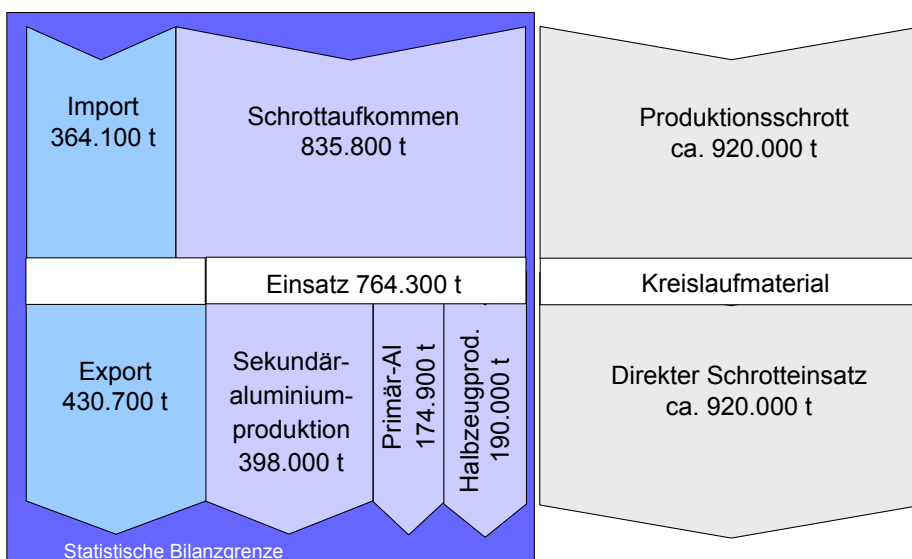 Import
364.100 t
Schrottaufkommen
835.800 t
Produktionsschrott
ca. 920.000 t
Einsatz 764.300 t
Kreislaufmaterial
Export
430.700 t
Sekundär-
aluminium-
produktion
398.000 t
Primär-Al
174.900 t
Halbzeugprod.
190.000 t
Direkter Schrotteinsatz
ca. 920.000 t
Statistische Bilanzgrenze